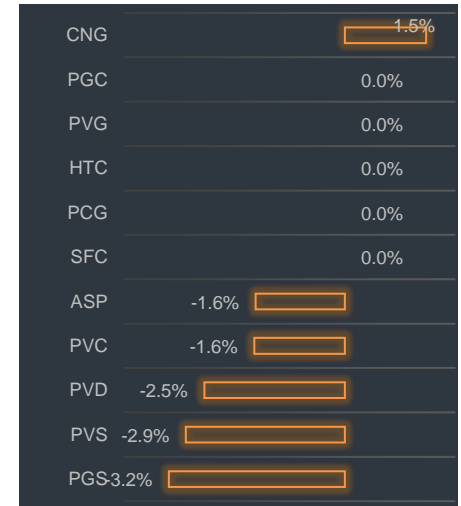 CNG 1.5%
PGC 0.0%
PVG 0.0%
HTC 0.0%
PCG 0.0%
SFC 0.0%
ASP -1.6%
PVC -1.6%
PVD -2.5%
PVS -2.9%
PGS -3.2%